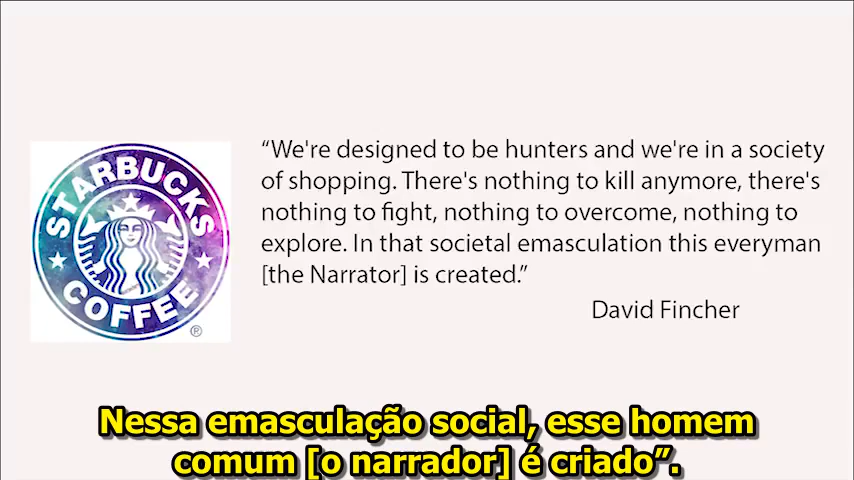 STARBUCKS
COFFEE
®
“We're designed to be hunters and we're in a society
of shopping. There's nothing to kill anymore, there's
nothing to fight, nothing to overcome, nothing to
explore. In that societal emasculation this everyman
[the Narrator] is created.”
David Fincher
Nessa emasculação social, esse homem
comum [o narrador] é criado”.